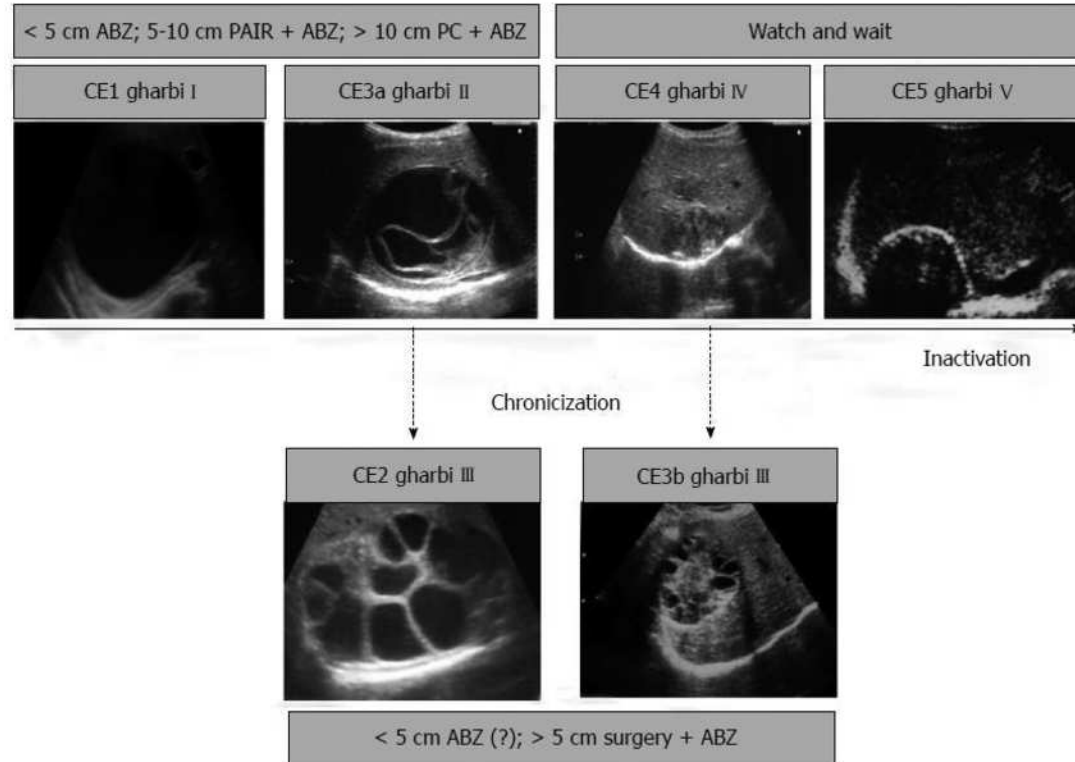 < 5 cm ABZ; 5-10 cm PAIR + ABZ; > 10 cm PC + ABZ
Watch and wait
CE1 gharbi Ⅰ
CE3a gharbi Ⅱ
CE4 gharbi Ⅳ
CE5 gharbi Ⅴ
Inactivation
Chronicization
CE2 gharbi Ⅲ
CE3b gharbi Ⅲ
< 5 cm ABZ (?); > 5 cm surgery + ABZ